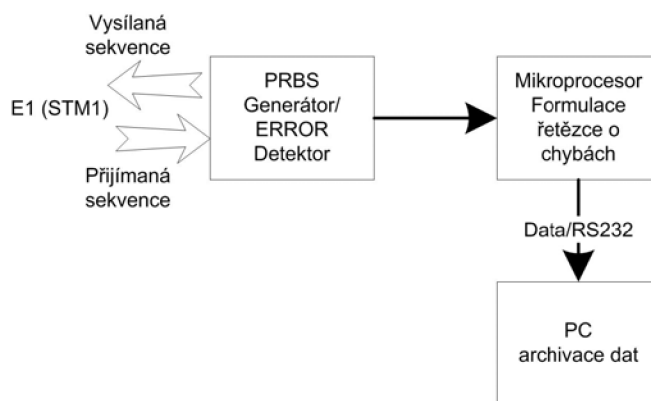 Vysílaná
sekvence
E1 (STM1)
Přijímaná
sekvence
PRBS
Generátor/
ERROR
Detektor
Mikroprocesor
Formulace
řetězce o
chybách
Data/RS232
PC
archivace dat